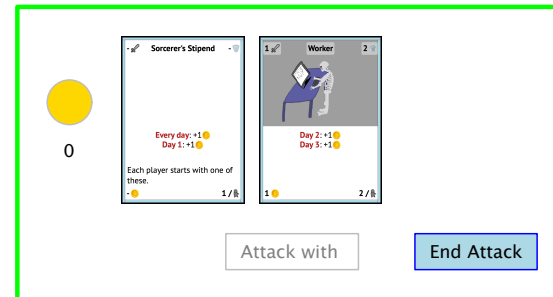 - Sorcerer's Stipend -
Every day: +1
Day 1: +1
Each player starts with one of
these.
- 1 /
1 Worker 2
Day 2: +1
Day 3: +1
1 2 /
0
Attack with
End Attack